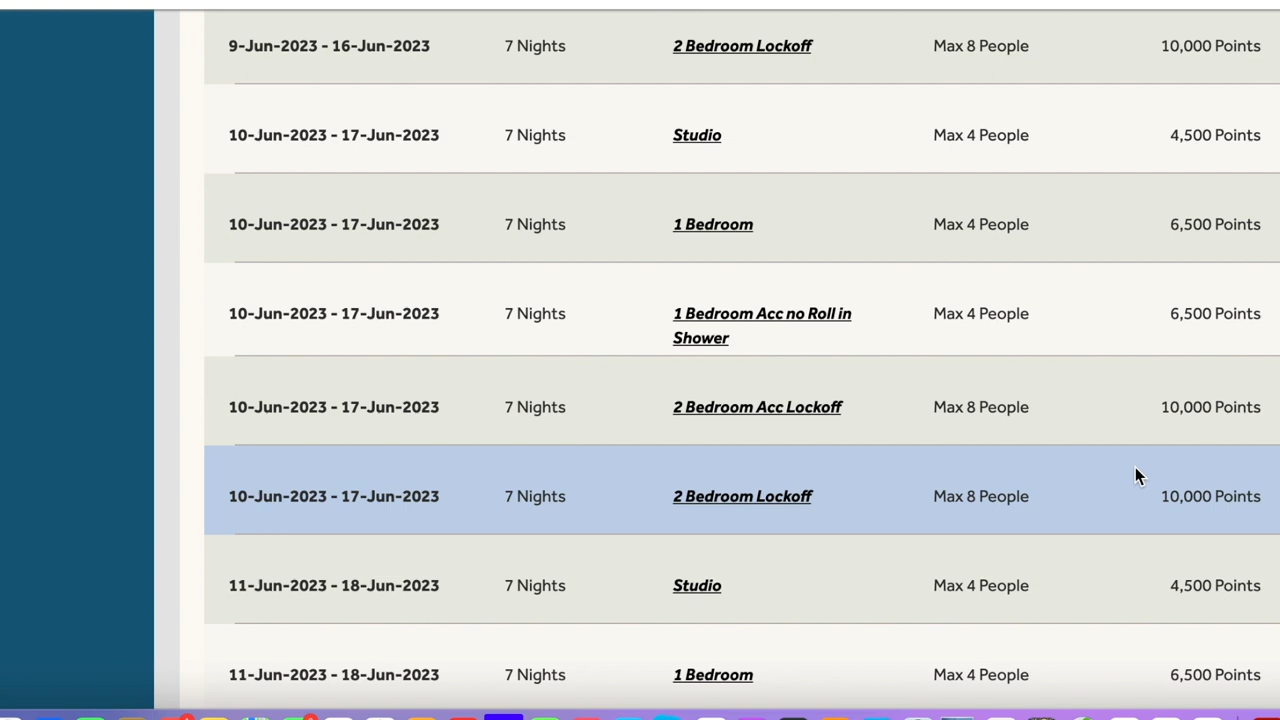 9-Jun-2023 - 16-Jun-2023 7 Nights 2 Bedroom Lockoff Max 8 People 10,000 Points
10-Jun-2023 - 17-Jun-2023 7 Nights Studio Max 4 People 4,500 Points
10-Jun-2023 - 17-Jun-2023 7 Nights 1 Bedroom Max 4 People 6,500 Points
10-Jun-2023 - 17-Jun-2023 7 Nights 1 Bedroom Acc no Roll in Max 4 People 6,500 Points
Shower
10-Jun-2023 - 17-Jun-2023 7 Nights 2 Bedroom Acc Lockoff Max 8 People 10,000 Points
10-Jun-2023 - 17-Jun-2023 7 Nights 2 Bedroom Lockoff Max 8 People 10,000 Points
11-Jun-2023 - 18-Jun-2023 7 Nights Studio Max 4 People 4,500 Points
11-Jun-2023 - 18-Jun-2023 7 Nights 1 Bedroom Max 4 People 6,500 Points